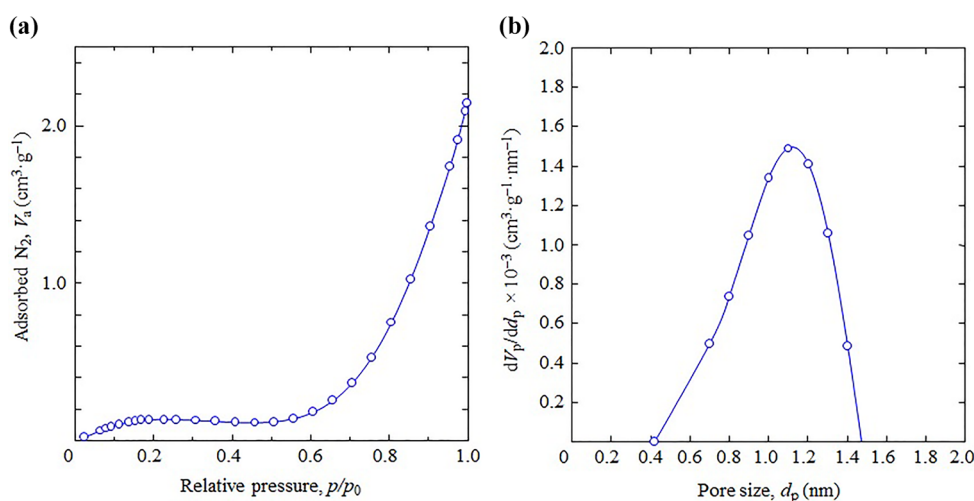 (a)
2.0
1.0
Adsorbed N₂, Vₐ (cm³·g⁻¹)
0 0.2 0.4 0.6 0.8 1.0
Relative pressure, p/p₀
(b)
2.0
1.8
1.6
1.4
1.2
1.0
0.8
0.6
0.4
0.2
dVₚ/ddₚ × 10⁻³ (cm³·g⁻¹·nm⁻¹)
0 0.2 0.4 0.6 0.8 1.0 1.2 1.4 1.6 1.8 2.0
Pore size, dₚ (nm)